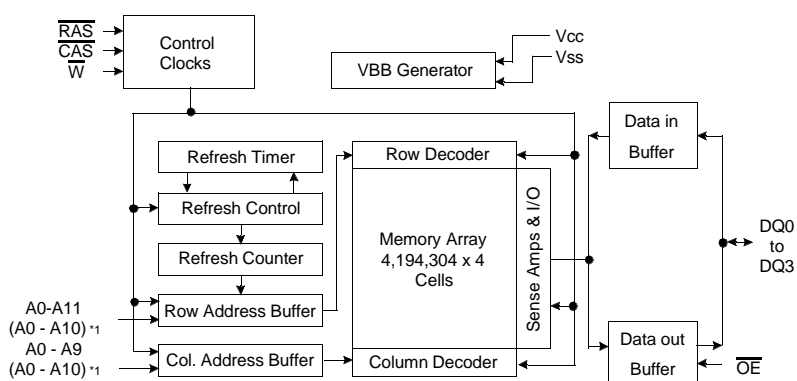 RAS
CAS
W
Control
Clocks
VBB Generator
Vcc
Vss
Data in
Buffer
Refresh Timer
Row Decoder
Refresh Control
Refresh Counter
Memory Array
4,194,304 x 4
Cells
Sense Amps & I/O
DQ0
to
DQ3
A0-A11
(A0 - A10) *1
A0 - A9
(A0 - A10) *1
Row Address Buffer
Col. Address Buffer
Column Decoder
Data out
Buffer
OE